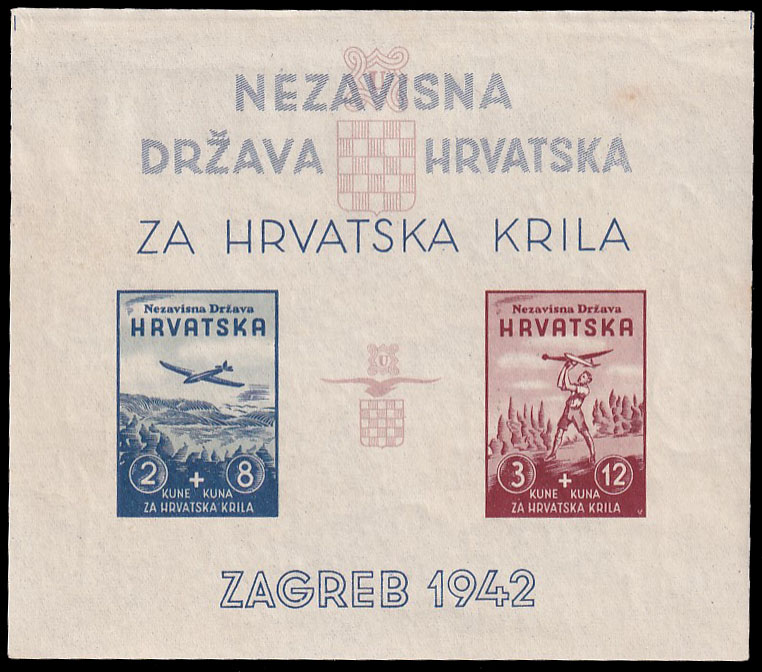 U
NEZAVISNA
DRŽAVA HRVATSKA
ZA HRVATSKA KRILA
Nezavisna Država
HRVATSKA
2 + 8
KUNE KUNA
ZA HRVATSKA KRILA
U
Nezavisna Država
HRVATSKA
3 + 12
KUNE KUNA
ZA HRVATSKA KRILA
ZAGREB 1942